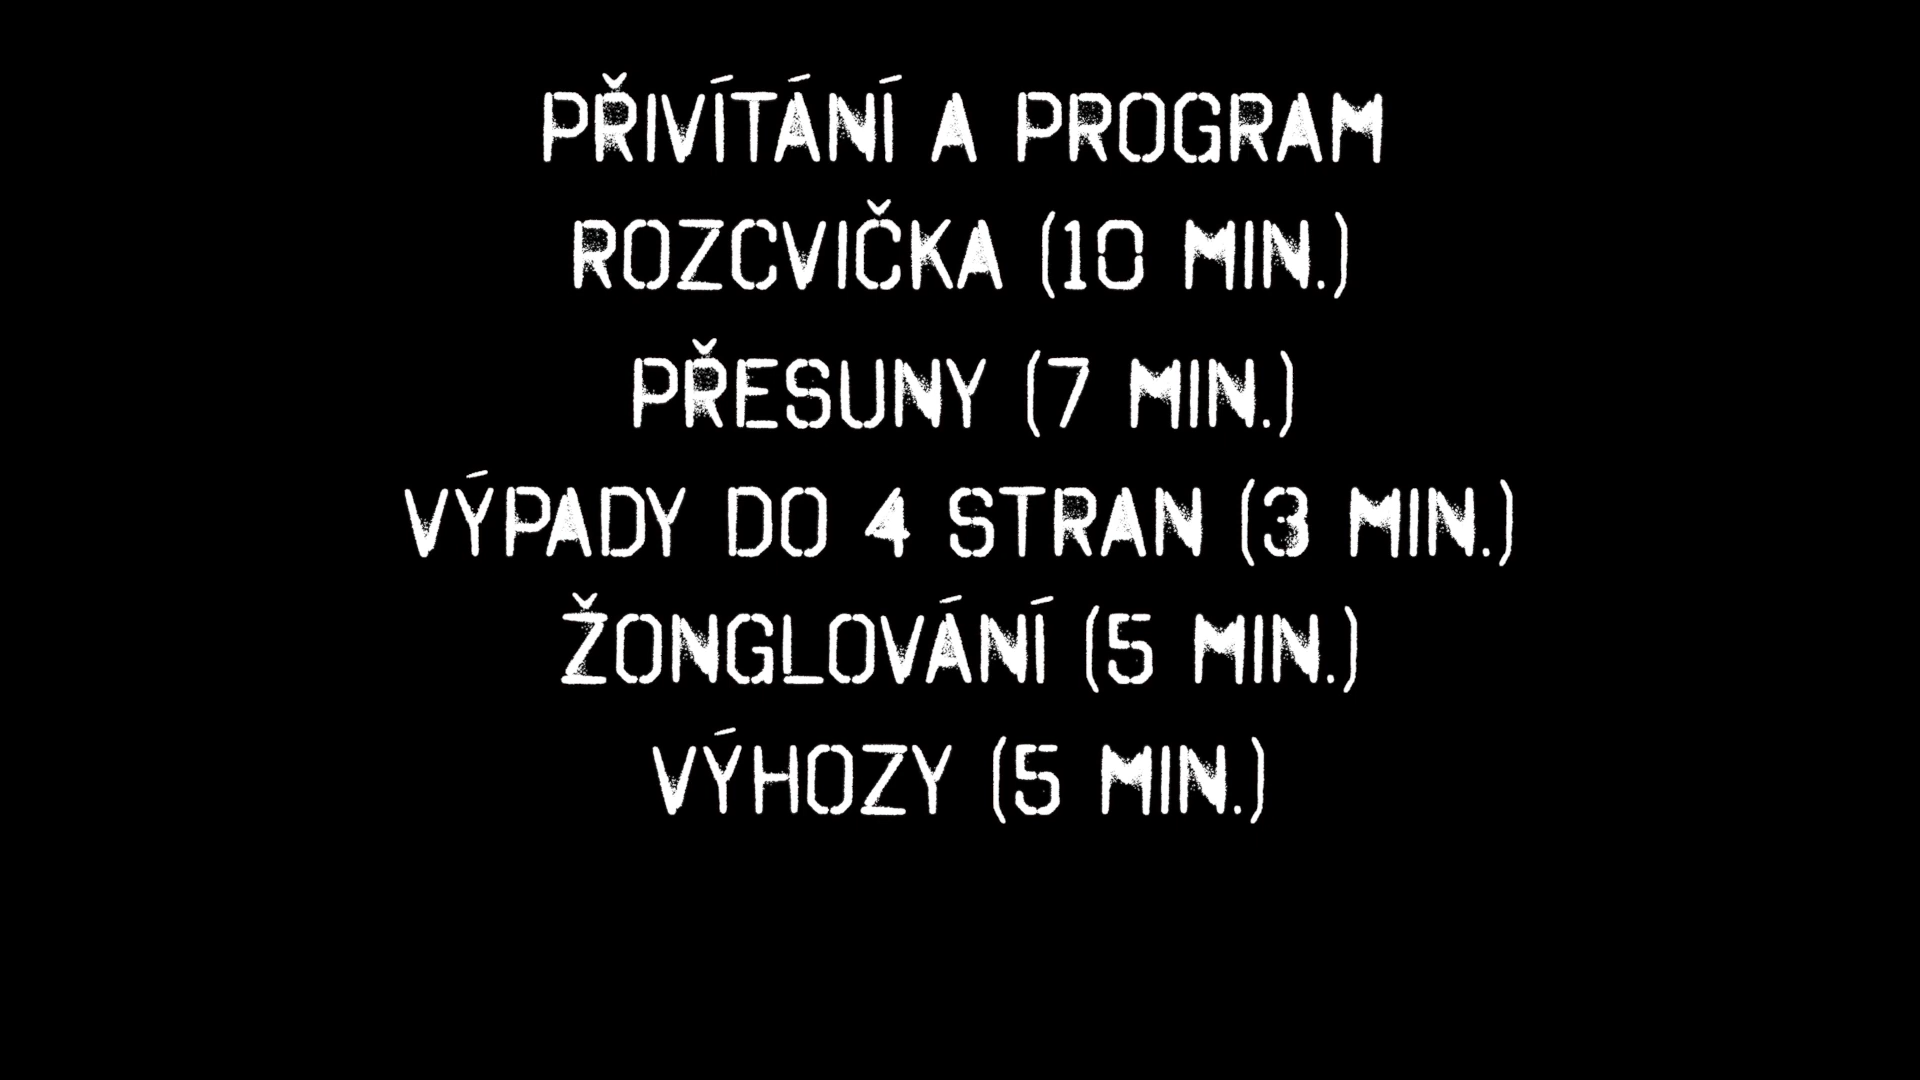 PŘIVÍTÁNÍ A PROGRAM
ROZCVIČKA (10 MIN.)
PŘESUNY (7 MIN.)
VÝPADY DO 4 STRAN (3 MIN.)
ŽONGLOVÁNÍ (5 MIN.)
VÝHOZY (5 MIN.)